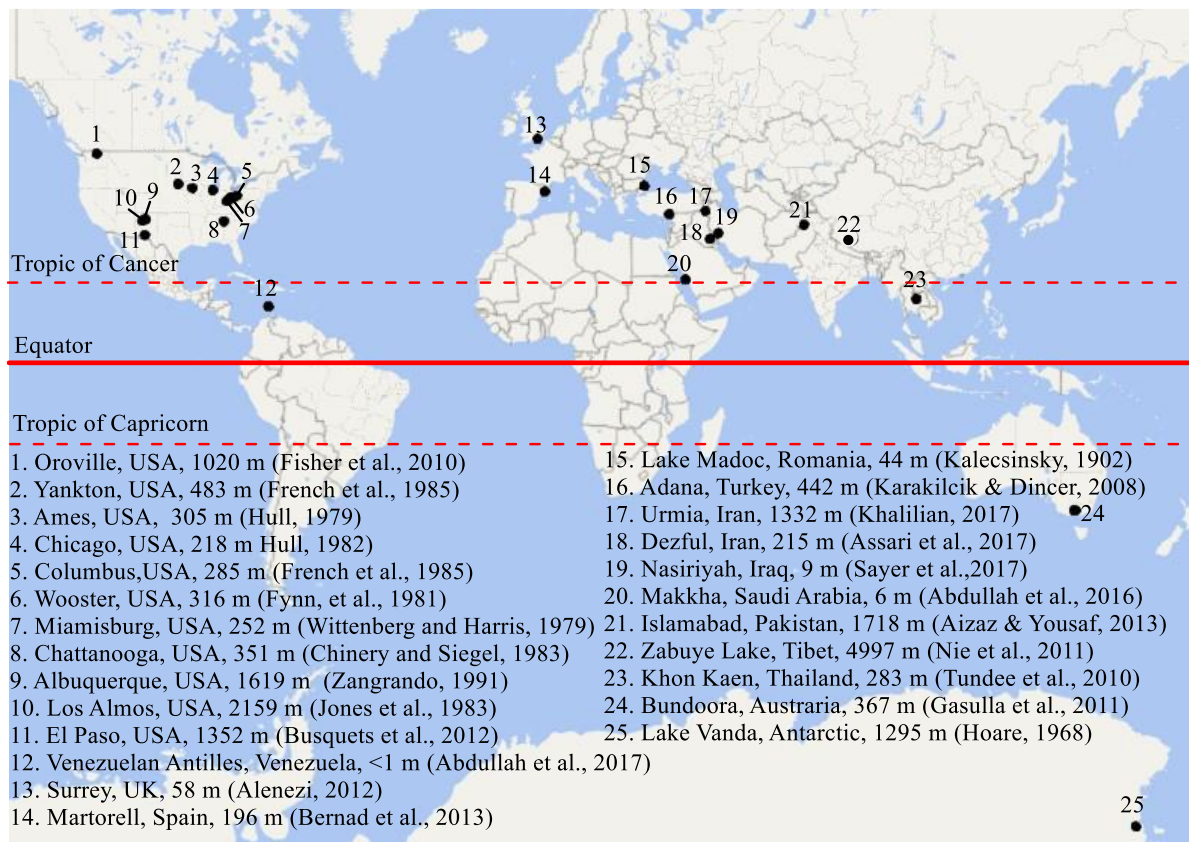 1
2
3
4
5
6
7
8
9
10
11
12
13
14
15
16
17
18
19
20
21
22
23
24
25
Tropic of Cancer
Equator
Tropic of Capricorn
1. Oroville, USA, 1020 m (Fisher et al., 2010)
2. Yankton, USA, 483 m (French et al., 1985)
3. Ames, USA, 305 m (Hull, 1979)
4. Chicago, USA, 218 m Hull, 1982)
5. Columbus,USA, 285 m (French et al., 1985)
6. Wooster, USA, 316 m (Fynn, et al., 1981)
7. Miamisburg, USA, 252 m (Wittenberg and Harris, 1979)
8. Chattanooga, USA, 351 m (Chinery and Siegel, 1983)
9. Albuquerque, USA, 1619 m (Zangrando, 1991)
10. Los Almos, USA, 2159 m (Jones et al., 1983)
11. El Paso, USA, 1352 m (Busquets et al., 2012)
12. Venezuelan Antilles, Venezuela, <1 m (Abdullah et al., 2017)
13. Surrey, UK, 58 m (Alenezi, 2012)
14. Martorell, Spain, 196 m (Bernad et al., 2013)
15. Lake Madoc, Romania, 44 m (Kalecsinsky, 1902)
16. Adana, Turkey, 442 m (Karakilcik & Dincer, 2008)
17. Urmia, Iran, 1332 m (Khalilian, 2017)
18. Dezful, Iran, 215 m (Assari et al., 2017)
19. Nasiriyah, Iraq, 9 m (Sayer et al.,2017)
20. Makkha, Saudi Arabia, 6 m (Abdullah et al., 2016)
21. Islamabad, Pakistan, 1718 m (Aizaz & Yousaf, 2013)
22. Zabuye Lake, Tibet, 4997 m (Nie et al., 2011)
23. Khon Kaen, Thailand, 283 m (Tundee et al., 2010)
24. Bundoora, Austraria, 367 m (Gasulla et al., 2011)
25. Lake Vanda, Antarctic, 1295 m (Hoare, 1968)